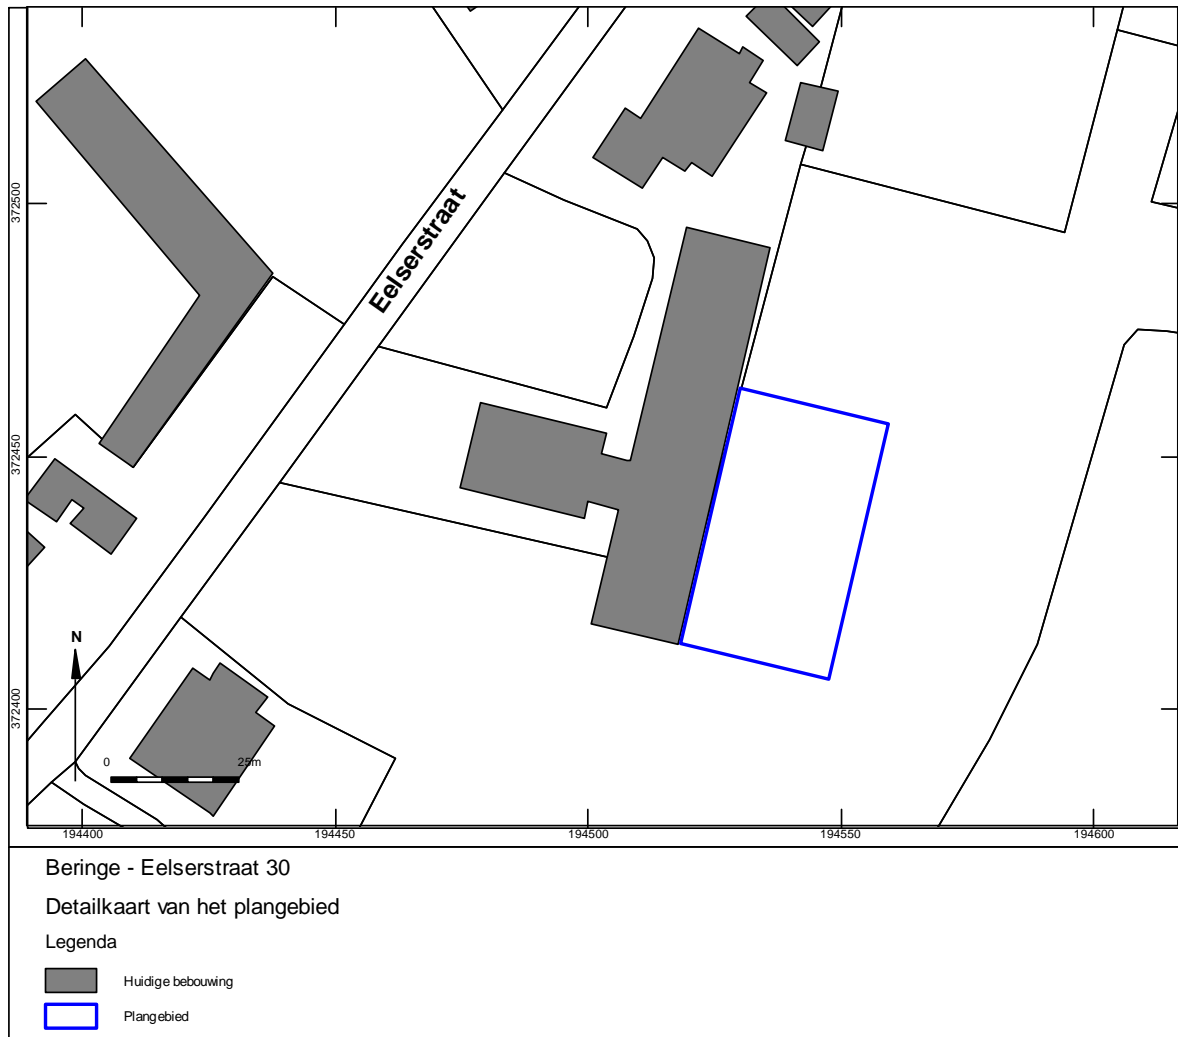 Eelserstraat
372500
372450
372400
N
0 25m
194400 194450 194500 194550 194600
Beringe - Eelserstraat 30
Detailkaart van het plangebied
Legenda
Huidige bebouwing
Plangebied